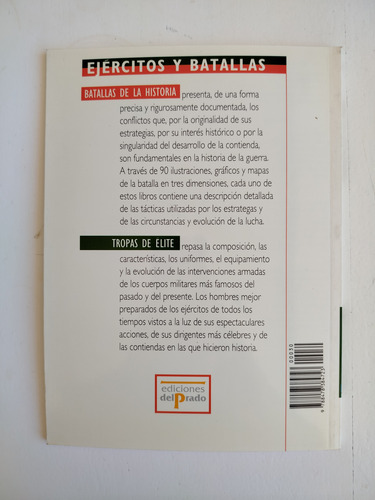 EJÉRCITOS Y BATALLAS
BATALLAS DE LA HISTORIA presenta, de una forma
precisa y rigurosamente documentada, los
conflictos que, por la originalidad de sus
estrategias, por su interés histórico o por la
singularidad del desarrollo de la contienda,
son fundamentales en la historia de la guerra.
A través de 90 ilustraciones, gráficos y mapas
de la batalla en tres dimensiones, cada uno de
estos libros contiene una descripción detallada
de las tácticas utilizadas por los estrategas y
de las circunstancias y evolución de la lucha.
TROPAS DE ELITE repasa la composición, las
características, los uniformes, el equipamiento
y la evolución de las intervenciones armadas
de los cuerpos militares más famosos del
pasado y del presente. Los hombres mejor
preparados de los ejércitos de todos los
tiempos vistos a la luz de sus espectaculares
acciones, de sus dirigentes más célebres y de
las contiendas en las que hicieron historia.
ediciones
delPrado
00050